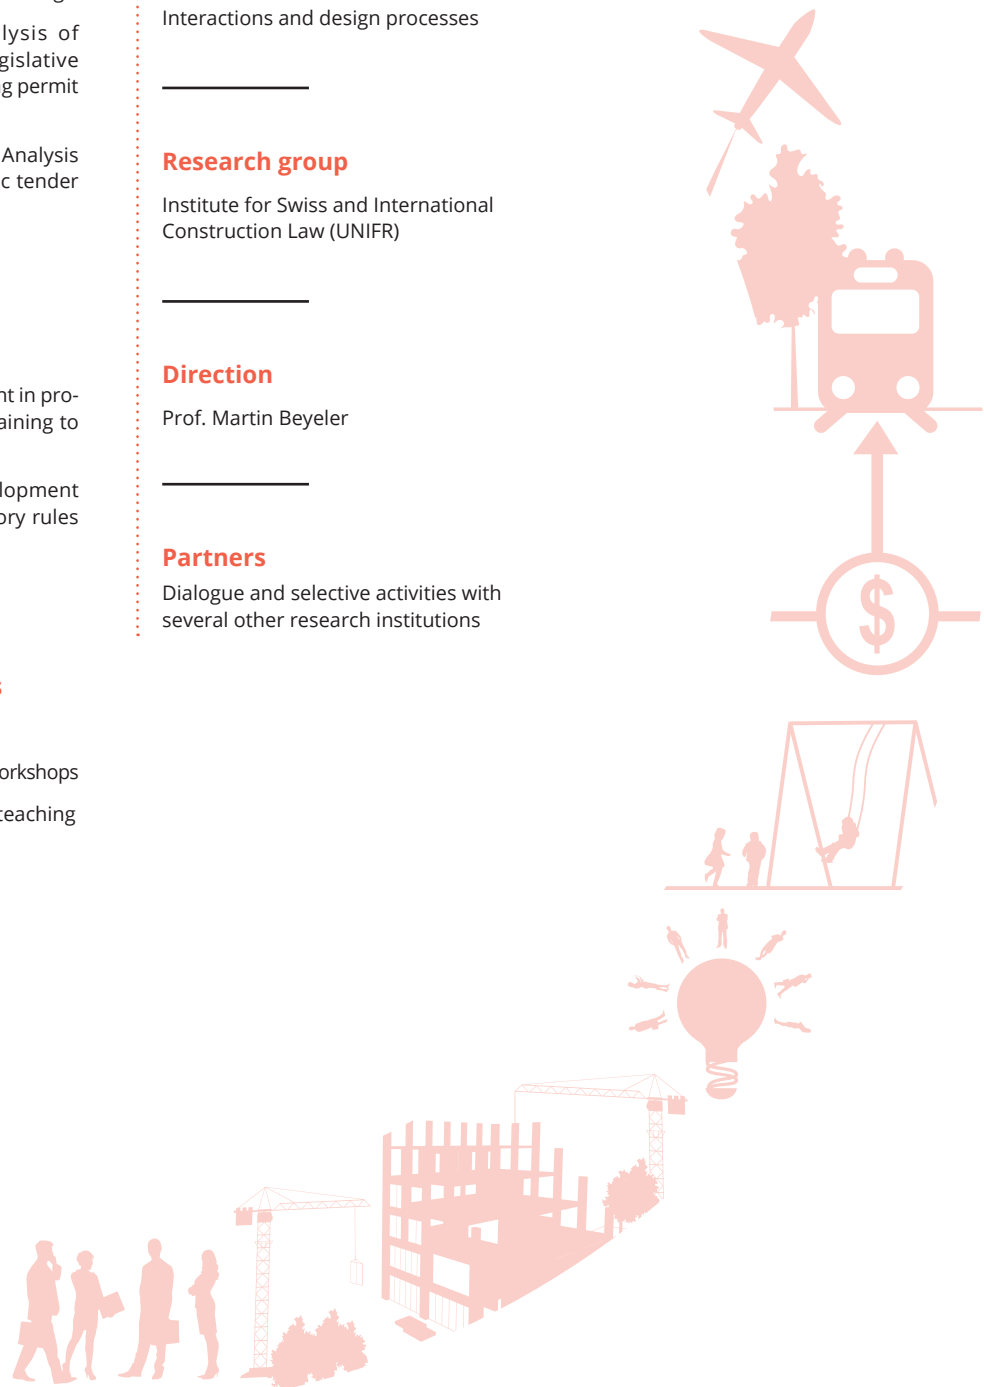 lysis of
gislative
g permit
Analysis
c tender
nt in pro-
aining to
lopment
ory rules
s
orkshops
teaching
Interactions and design processes
Research group
Institute for Swiss and International
Construction Law (UNIFR)
Direction
Prof. Martin Beyeler
Partners
Dialogue and selective activities with
several other research institutions
$